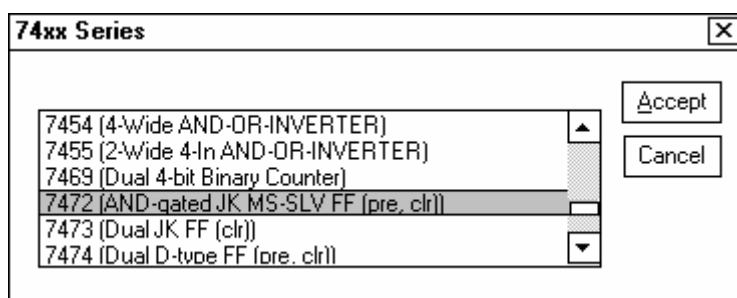 74xx Series
7454 (4-Wide AND-OR-INVERTER)
7455 (2-Wide 4-In AND-OR-INVERTER)
7469 (Dual 4-bit Binary Counter)
7472 (AND-gated JK MS-SLV FF (pre, clr))
7473 (Dual JK FF (clr))
7474 (Dual D-type FF (pre, clr))
Accept
Cancel